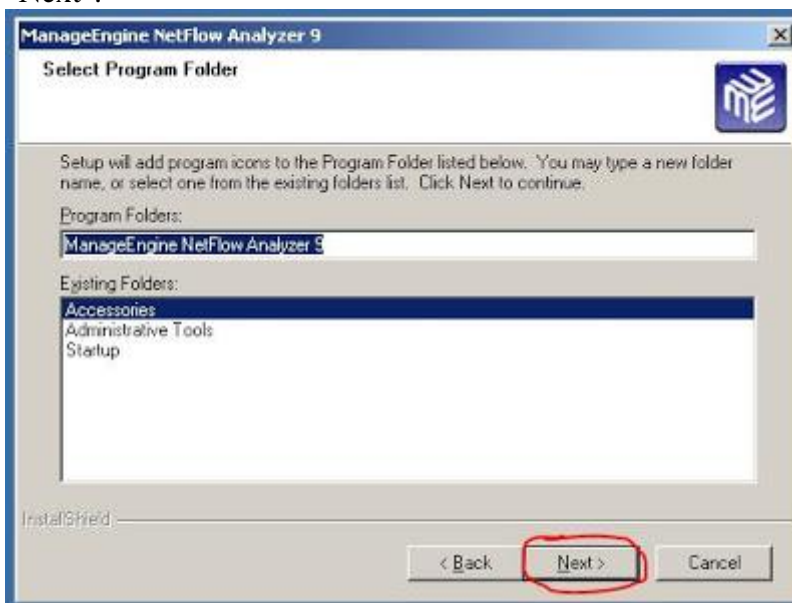 "Next".
ManageEngine NetFlow Analyzer 9
Select Program Folder
Setup will add program icons to the Program Folder listed below. You may type a new folder
name, or select one from the existing folders list. Click Next to continue.
Program Folders:
ManageEngine NetFlow Analyzer 9
Existing Folders:
Accessories
Administrative Tools
Startup
InstallShield
< Back Next > Cancel